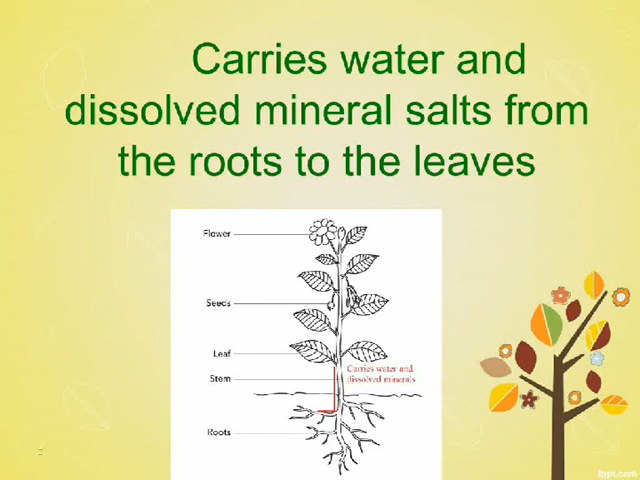 Carries water and
dissolved mineral salts from
the roots to the leaves
Flower
Seeds
Leaf
Stem
Carries water and
dissolved minerals
Roots
fppt.com